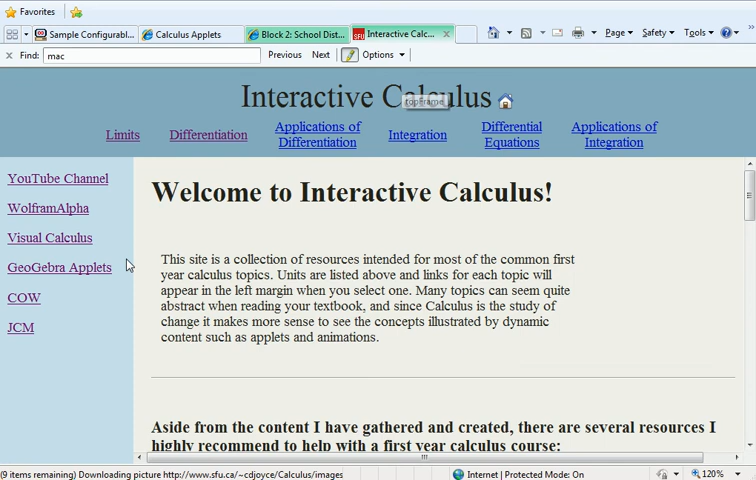 Favorites
Sample Configurabl...
Calculus Applets
Block 2: School Dist...
SFU
Interactive Calc...
Page
Safety
Tools
Find: mac
Previous
Next
Options
Interactive Calculus
topFrame
Limits
Differentiation
Applications of
Differentiation
Integration
Differential
Equations
Applications of
Integration
YouTube Channel
WolframAlpha
Visual Calculus
GeoGebra Applets
COW
JCM
Welcome to Interactive Calculus!
This site is a collection of resources intended for most of the common first
year calculus topics. Units are listed above and links for each topic will
appear in the left margin when you select one. Many topics can seem quite
abstract when reading your textbook, and since Calculus is the study of
change it makes more sense to see the concepts illustrated by dynamic
content such as applets and animations.
Aside from the content I have gathered and created, there are several resources I
highly recommend to help with a first year calculus course:
(9 items remaining) Downloading picture http://www.sfu.ca/~cdjoyce/Calculus/images
Internet | Protected Mode: On
120%